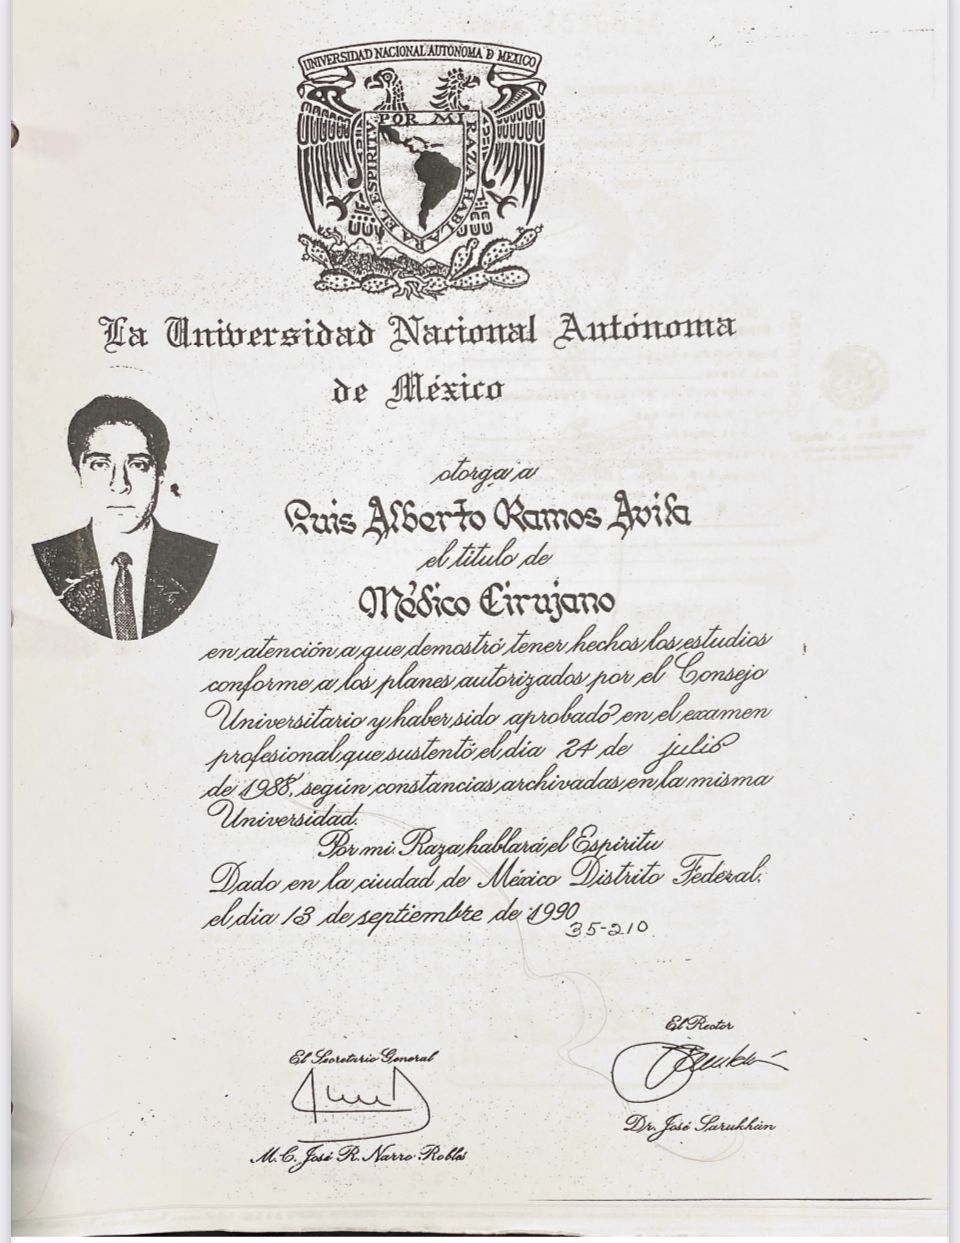 UNIVERSIDAD NACIONAL AUTONOMA D MEXICO
POR MI RAZA HABLARA EL ESPIRITU
La Universidad Nacional Autónoma
de México
otorga a
Luis Alberto Ramos Avila
el titulo de
Médico Cirujano
en atención a que demostró tener hechos los estudios
conforme a los planes autorizados por el Consejo
Universitario y haber sido aprobado en el examen
profesional que sustentó el dia 24 de julio
de 1988, según constancias archivadas en la misma
Universidad.
Por mi Raza hablará el Espiritu
Dado en la ciudad de México Distrito Federal.
el dia 13 de septiembre de 1990
35-210
El Rector
El Secretario General
Dr. José Sarukhán
M.C. José R. Narro Robles